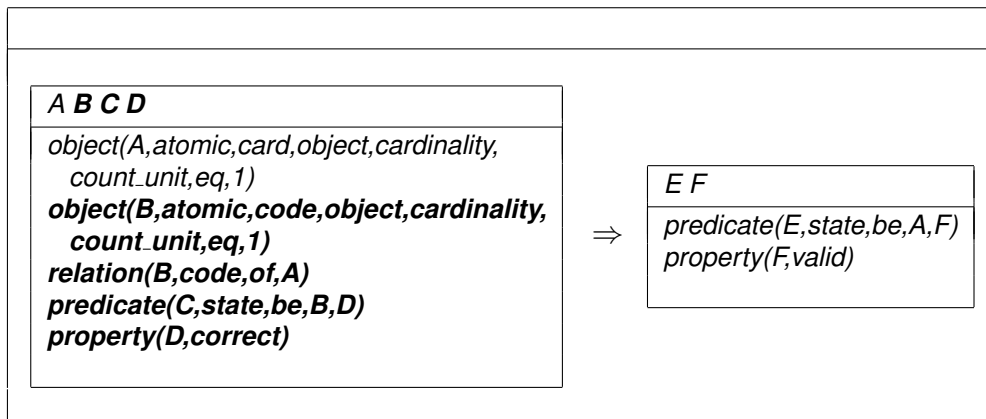 A B C D
object(A,atomic,card,object,cardinality,
count_unit,eq,1)
object(B,atomic,code,object,cardinality,
count_unit,eq,1)
relation(B,code,of,A)
predicate(C,state,be,B,D)
property(D,correct)
⇒
E F
predicate(E,state,be,A,F)
property(F,valid)